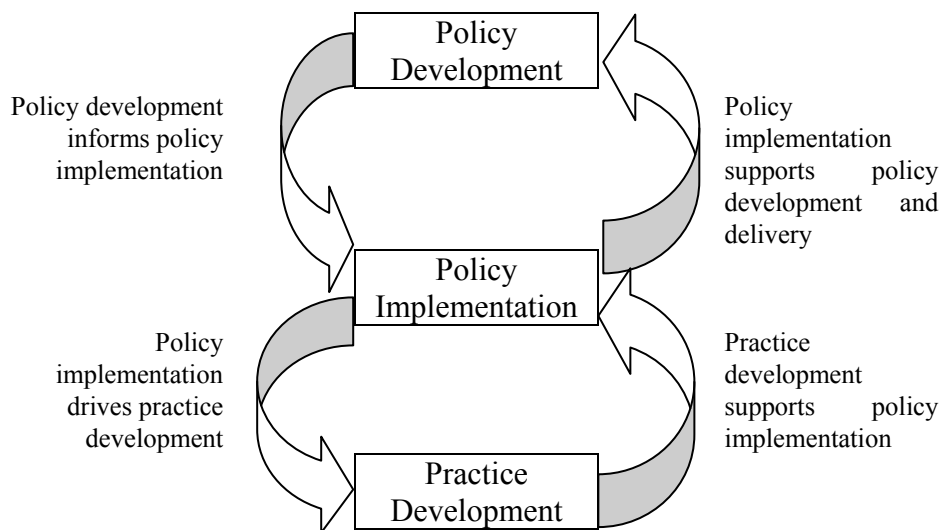 Policy
Development
Policy development
informs policy
implementation
Policy
implementation
supports policy
development and
delivery
Policy
Implementation
Policy
implementation
drives practice
development
Practice
development
supports policy
implementation
Practice
Development